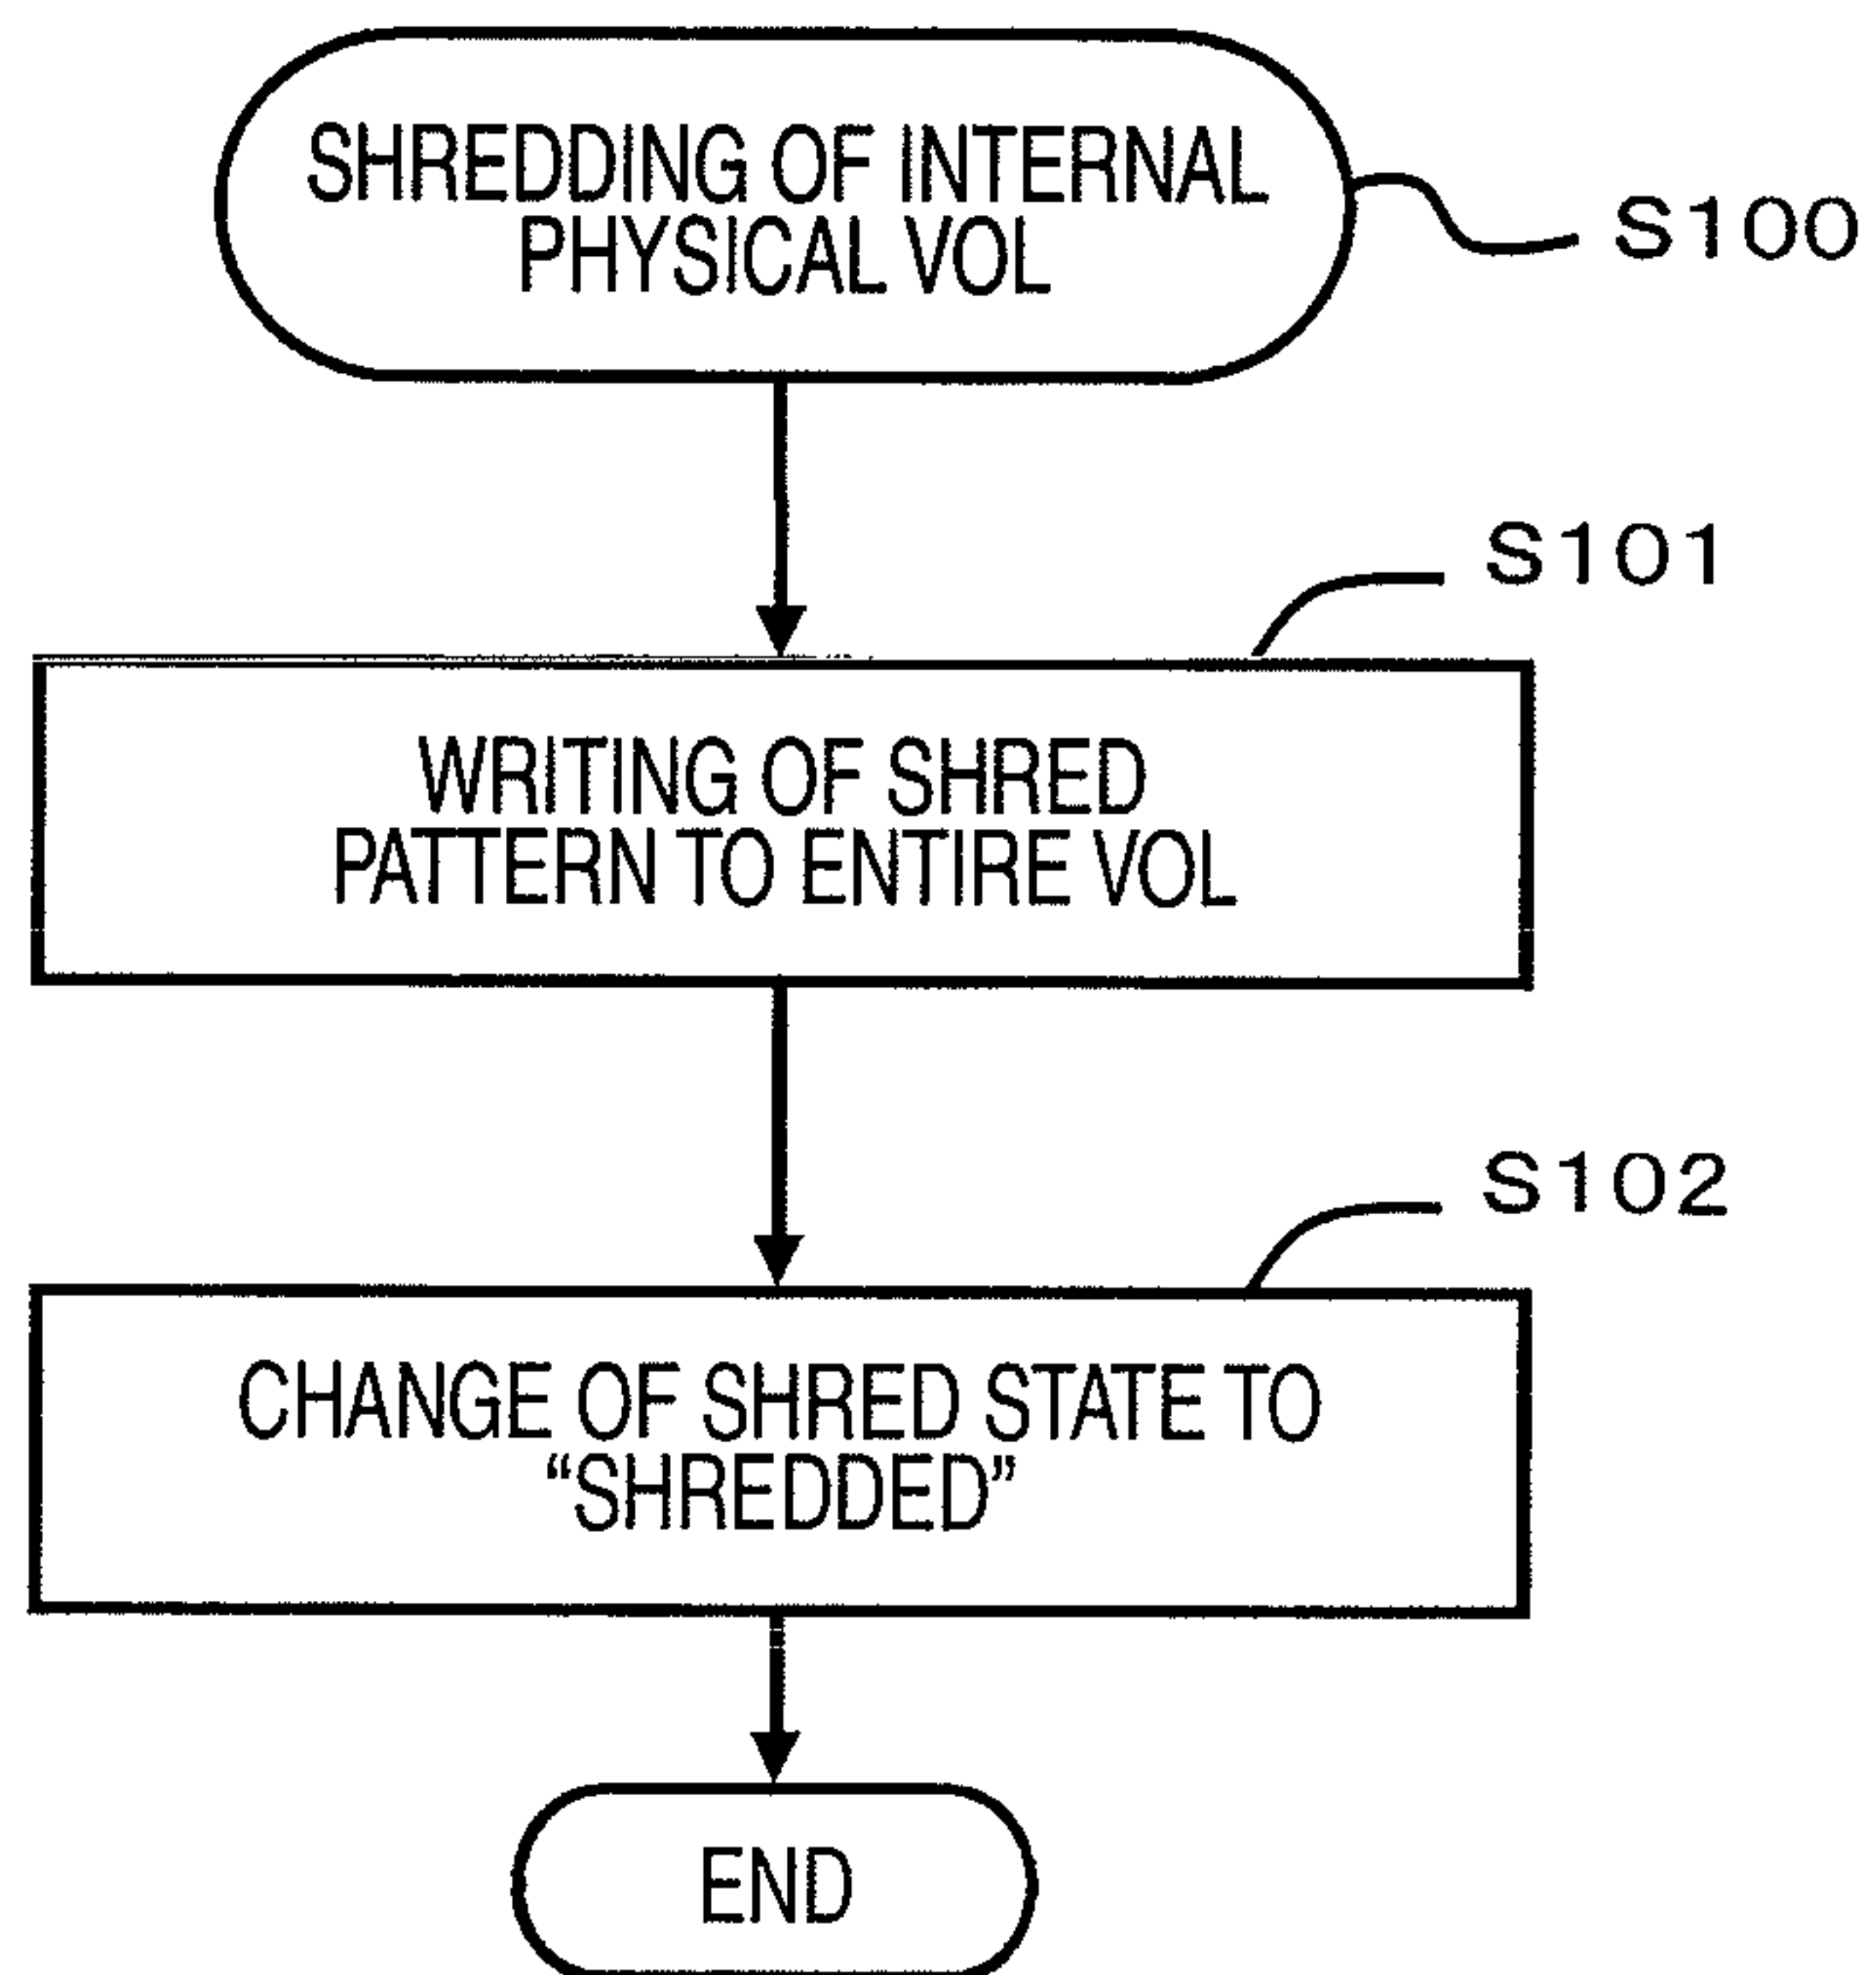 SHREDDING OF INTERNAL
PHYSICAL VOL
S100
S101
WRITING OF SHRED
PATTERN TO ENTIRE VOL
S102
CHANGE OF SHRED STATE TO
“SHREDDED”
END